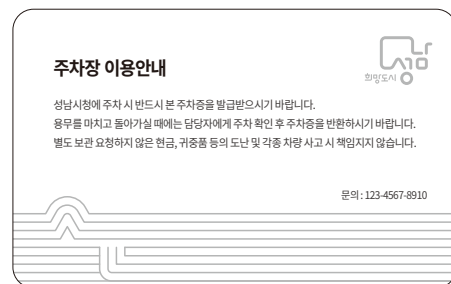 주차장 이용안내
희망도시 성남
성남시청에 주차 시 반드시 본 주차증을 발급받으시기 바랍니다.
용무를 마치고 돌아가실 때에는 담당자에게 주차 확인 후 주차증을 반환하시기 바랍니다.
별도 보관 요청하지 않은 현금, 귀중품 등의 도난 및 각종 차량 사고 시 책임지지 않습니다.
문의 : 123-4567-8910